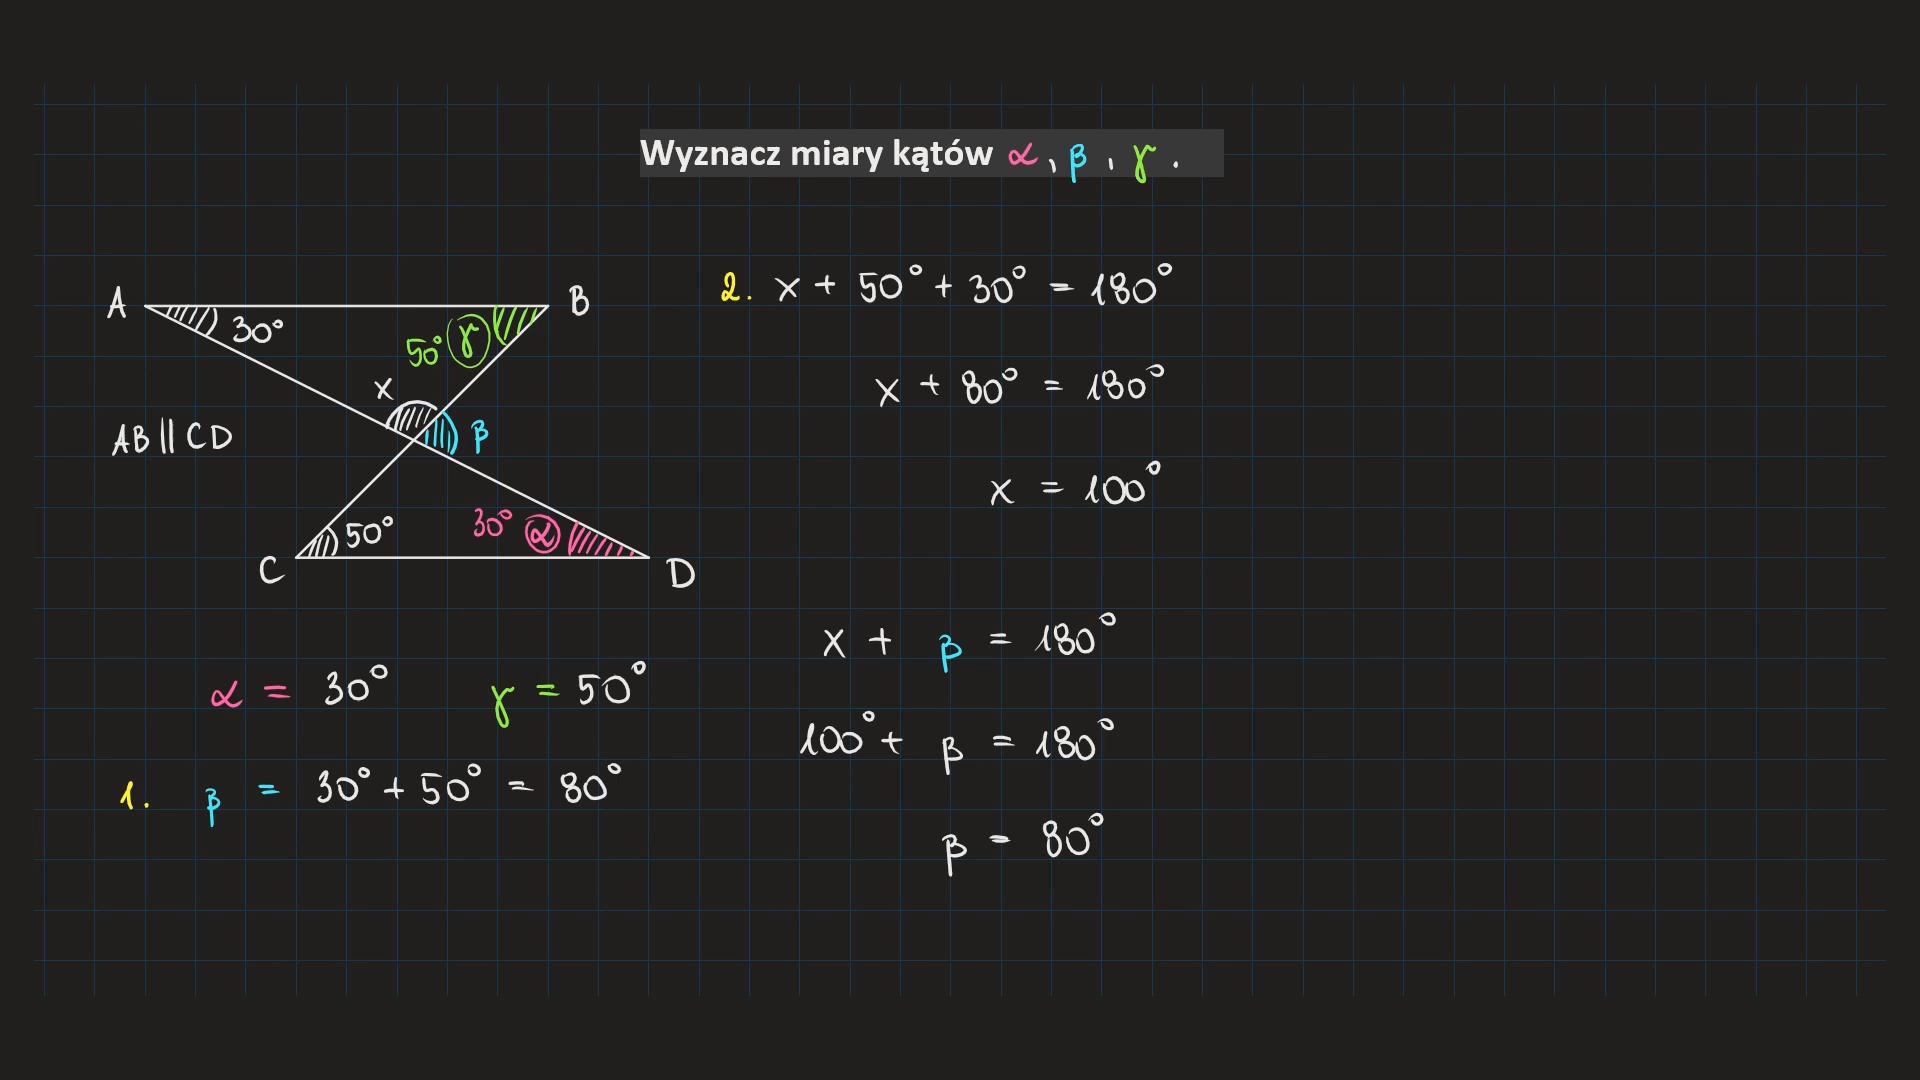 Wyznacz miary kątów α, β, γ.
A 30° 50° γ B
x
AB || CD β
C 50° 30° α D
α = 30° γ = 50°
1. β = 30° + 50° = 80°
2. x + 50° + 30° = 180°
x + 80° = 180°
x = 100°
x + β = 180°
100° + β = 180°
β = 80°